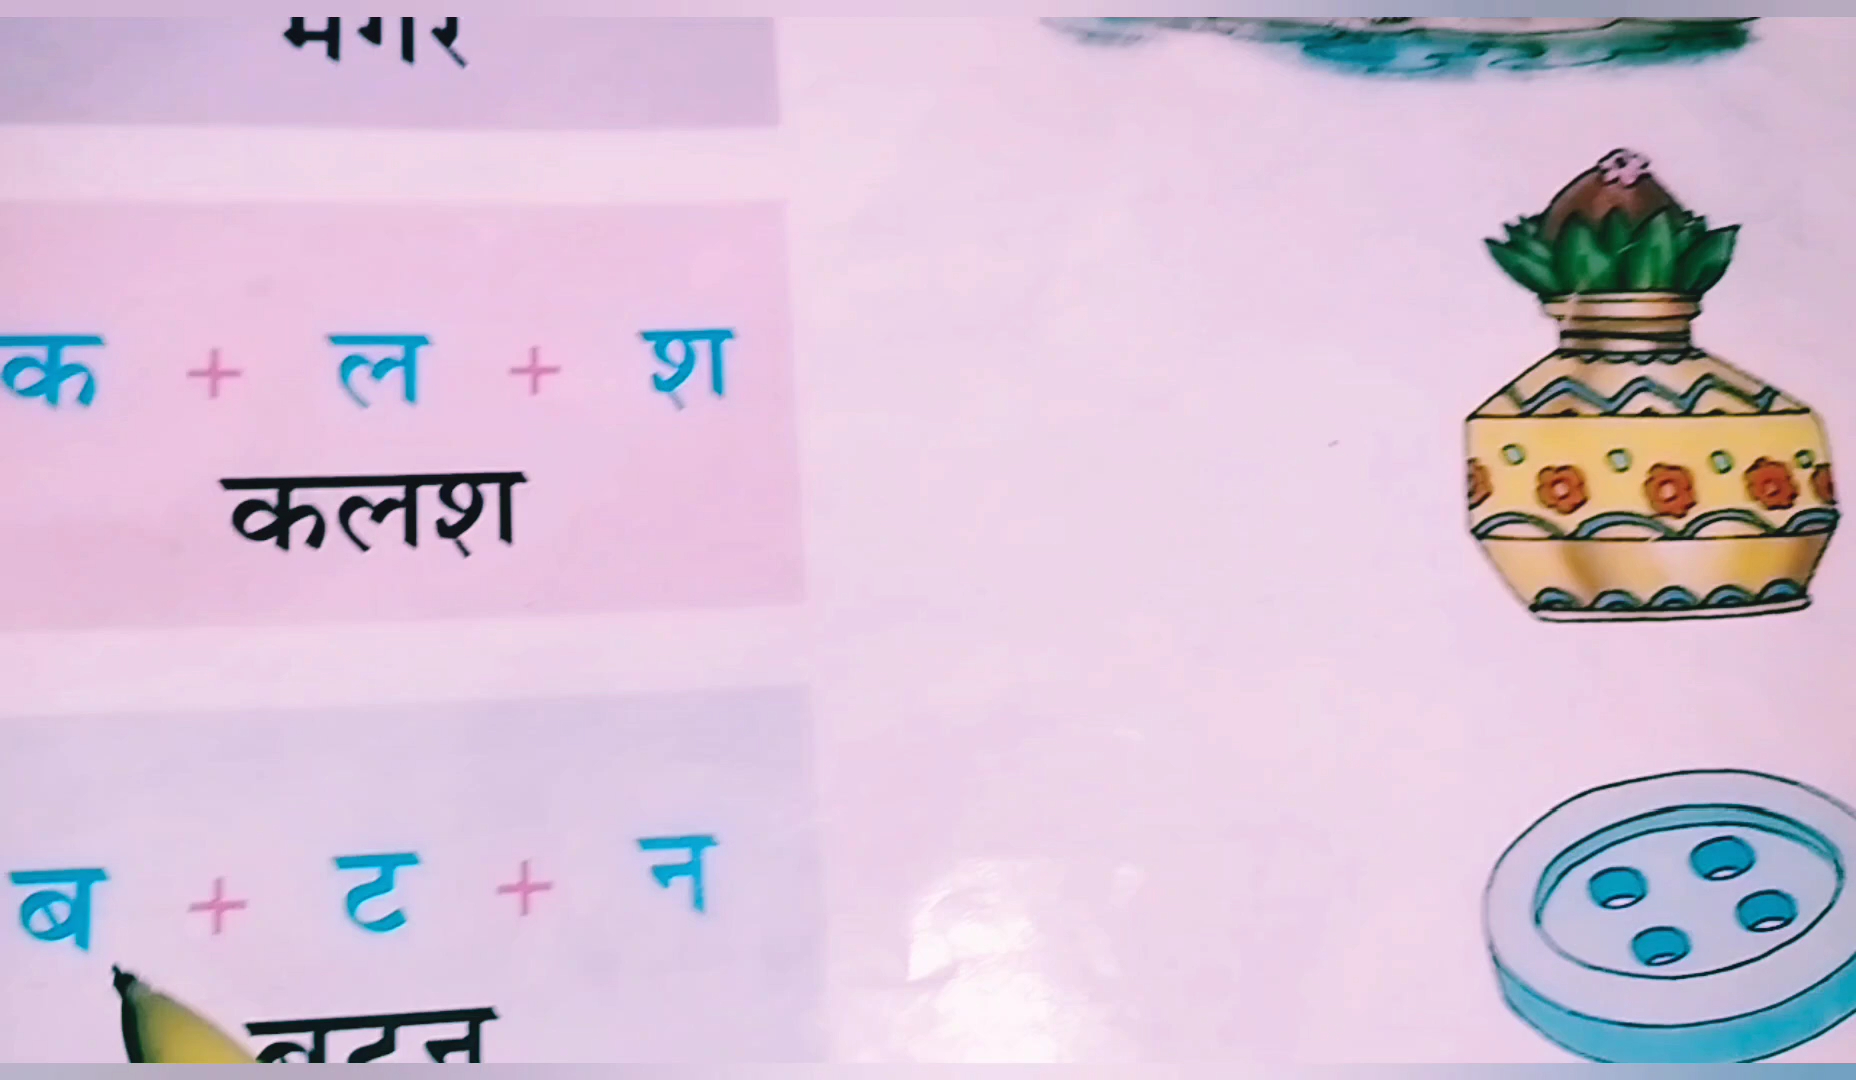 मगर
क + ल + श
कलश
ब + ट + न
बटन